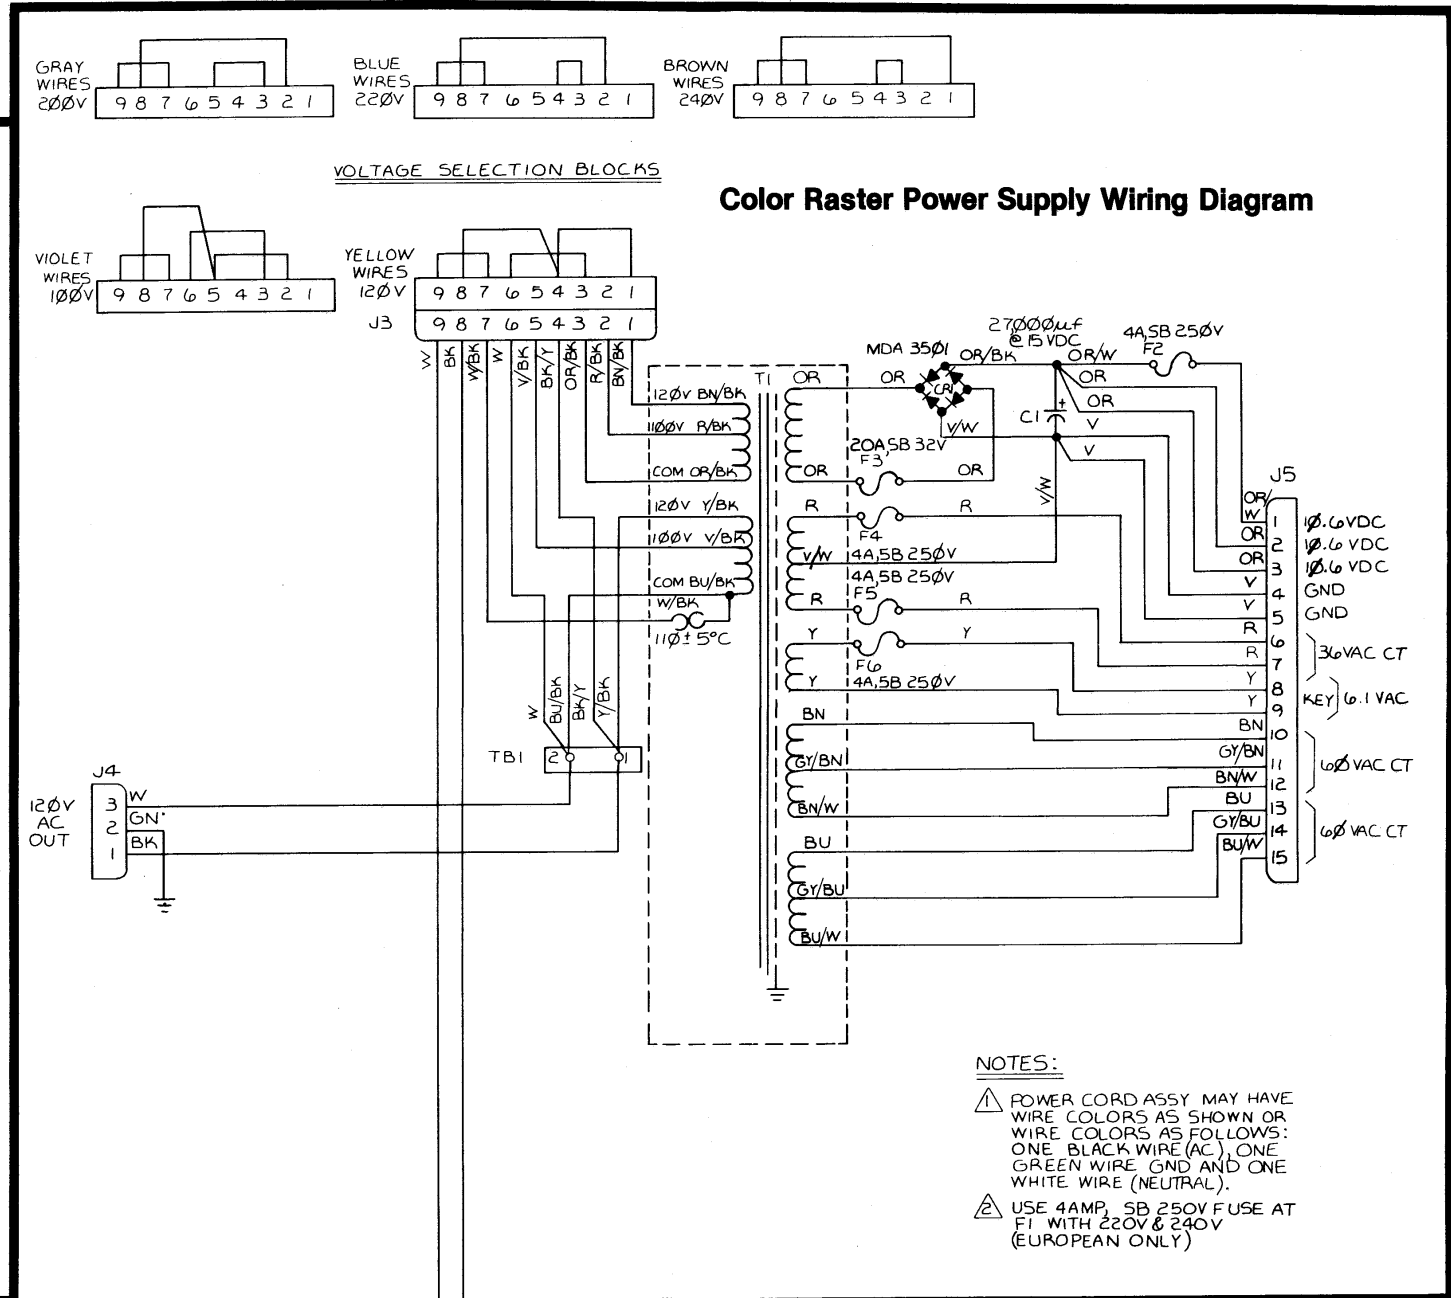 GRAY
WIRES
200V
9 8 7 6 5 4 3 2 1
BLUE
WIRES
220V
9 8 7 6 5 4 3 2 1
BROWN
WIRES
240V
9 8 7 6 5 4 3 2 1
VOLTAGE SELECTION BLOCKS
Color Raster Power Supply Wiring Diagram
VIOLET
WIRES
100V
9 8 7 6 5 4 3 2 1
YELLOW
WIRES
120V
9 8 7 6 5 4 3 2 1
J3
9 8 7 6 5 4 3 2 1
W
BK
W/BK
W
V/BK
BK/Y
OR/BK
R/BK
BN/BK
T1
120V BN/BK
100V R/BK
COM OR/BK
120V Y/BK
100V V/BK
COM BU/BK
W/BK
110±5°C
OR
OR
MDA 3501
CR1
OR/BK
27,000uf
@ 15 VDC
OR/W
4A,SB 250V
F2
OR
OR
C1
+
V
V
V/W
V/W
20A,SB 32V
F3
OR
OR
R
F4
R
V/W
4A,SB 250V
4A,SB 250V
F5
R
R
Y
Y
F6
Y
4A,SB 250V
BN
GY/BN
BN/W
BU
GY/BU
BU/W
J5
OR/
W
1
10.6VDC
OR
2
10.6 VDC
OR
3
10.6 VDC
V
4
GND
V
5
GND
R
6
R
7
36VAC CT
Y
8
Y
9
KEY
6.1 VAC
BN
10
GY/BN
11
BN/W
12
60VAC CT
BU
13
GY/BU
14
BU/W
15
60 VAC CT
W
BU/BK
BK/Y
Y/BK
TB1
2
1
J4
120V
AC
OUT
3
W
2
GN
1
BK
NOTES:
1 POWER CORD ASSY MAY HAVE
WIRE COLORS AS SHOWN OR
WIRE COLORS AS FOLLOWS:
ONE BLACK WIRE (AC), ONE
GREEN WIRE GND AND ONE
WHITE WIRE (NEUTRAL).
2 USE 4AMP, SB 250V FUSE AT
F1 WITH 220V & 240V
(EUROPEAN ONLY)